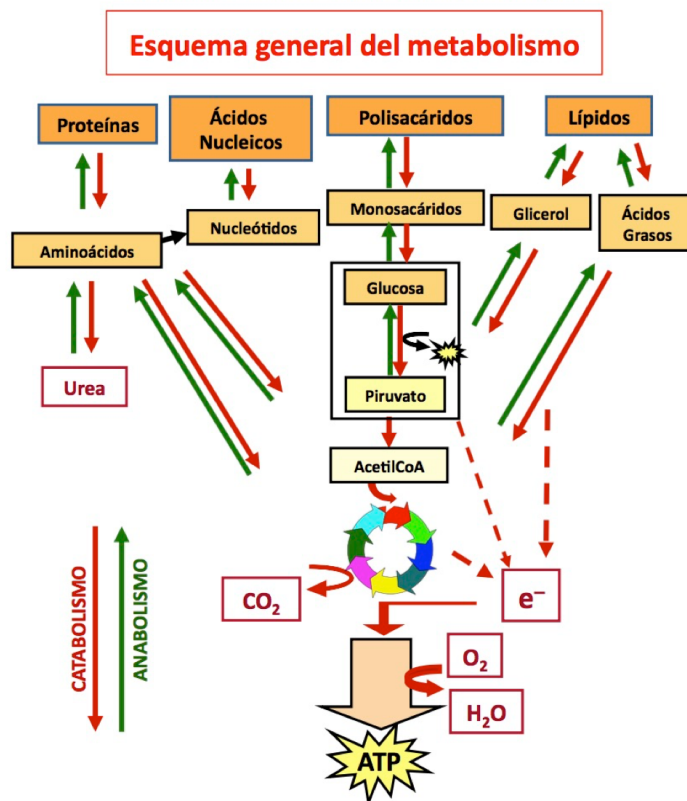 Esquema general del metabolismo
Proteínas
Ácidos
Nucleicos
Polisacáridos
Lípidos
Aminoácidos
Nucleótidos
Monosacáridos
Glicerol
Ácidos
Grasos
Glucosa
Urea
Piruvato
AcetilCoA
CATABOLISMO
ANABOLISMO
CO₂
e⁻
O₂
H₂O
ATP